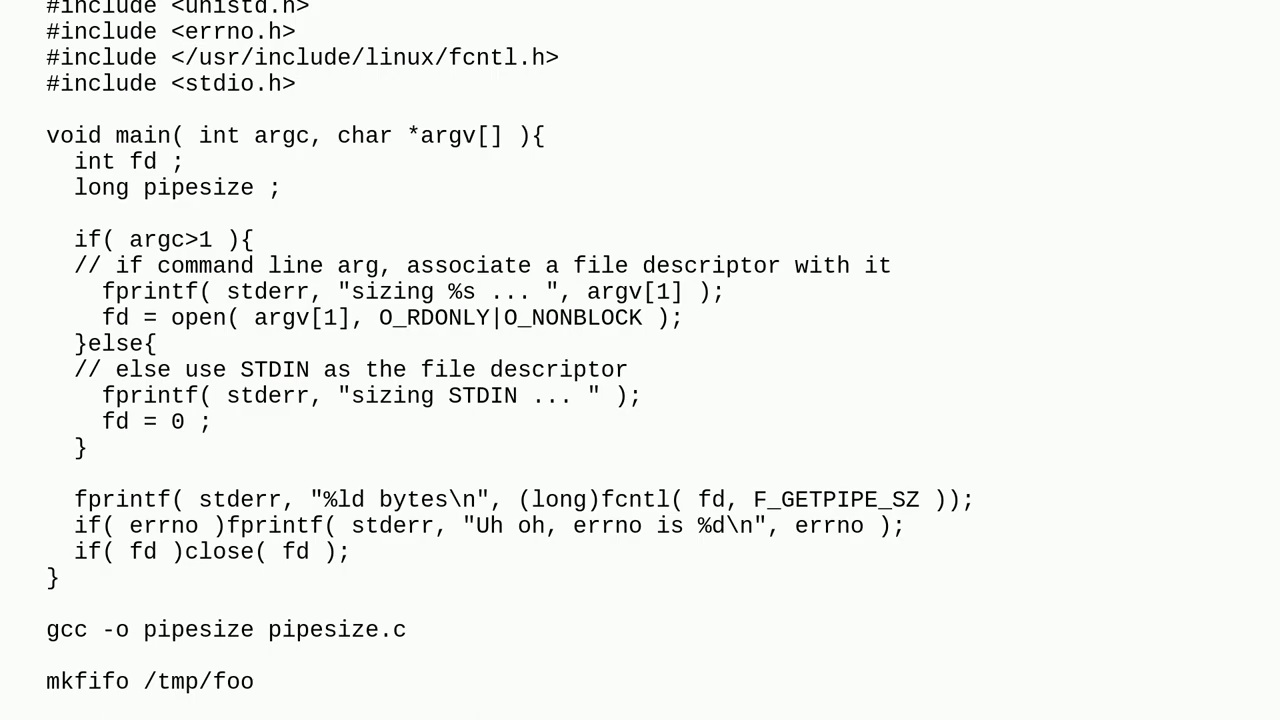 #include <unistd.h>
#include <errno.h>
#include </usr/include/linux/fcntl.h>
#include <stdio.h>

void main( int argc, char *argv[] ){
  int fd ;
  long pipesize ;

  if( argc>1 ){
  // if command line arg, associate a file descriptor with it
    fprintf( stderr, "sizing %s ... ", argv[1] );
    fd = open( argv[1], O_RDONLY|O_NONBLOCK );
  }else{
  // else use STDIN as the file descriptor
    fprintf( stderr, "sizing STDIN ... " );
    fd = 0 ;
  }

  fprintf( stderr, "%ld bytes\n", (long)fcntl( fd, F_GETPIPE_SZ ));
  if( errno )fprintf( stderr, "Uh oh, errno is %d\n", errno );
  if( fd )close( fd );
}

gcc -o pipesize pipesize.c

mkfifo /tmp/foo